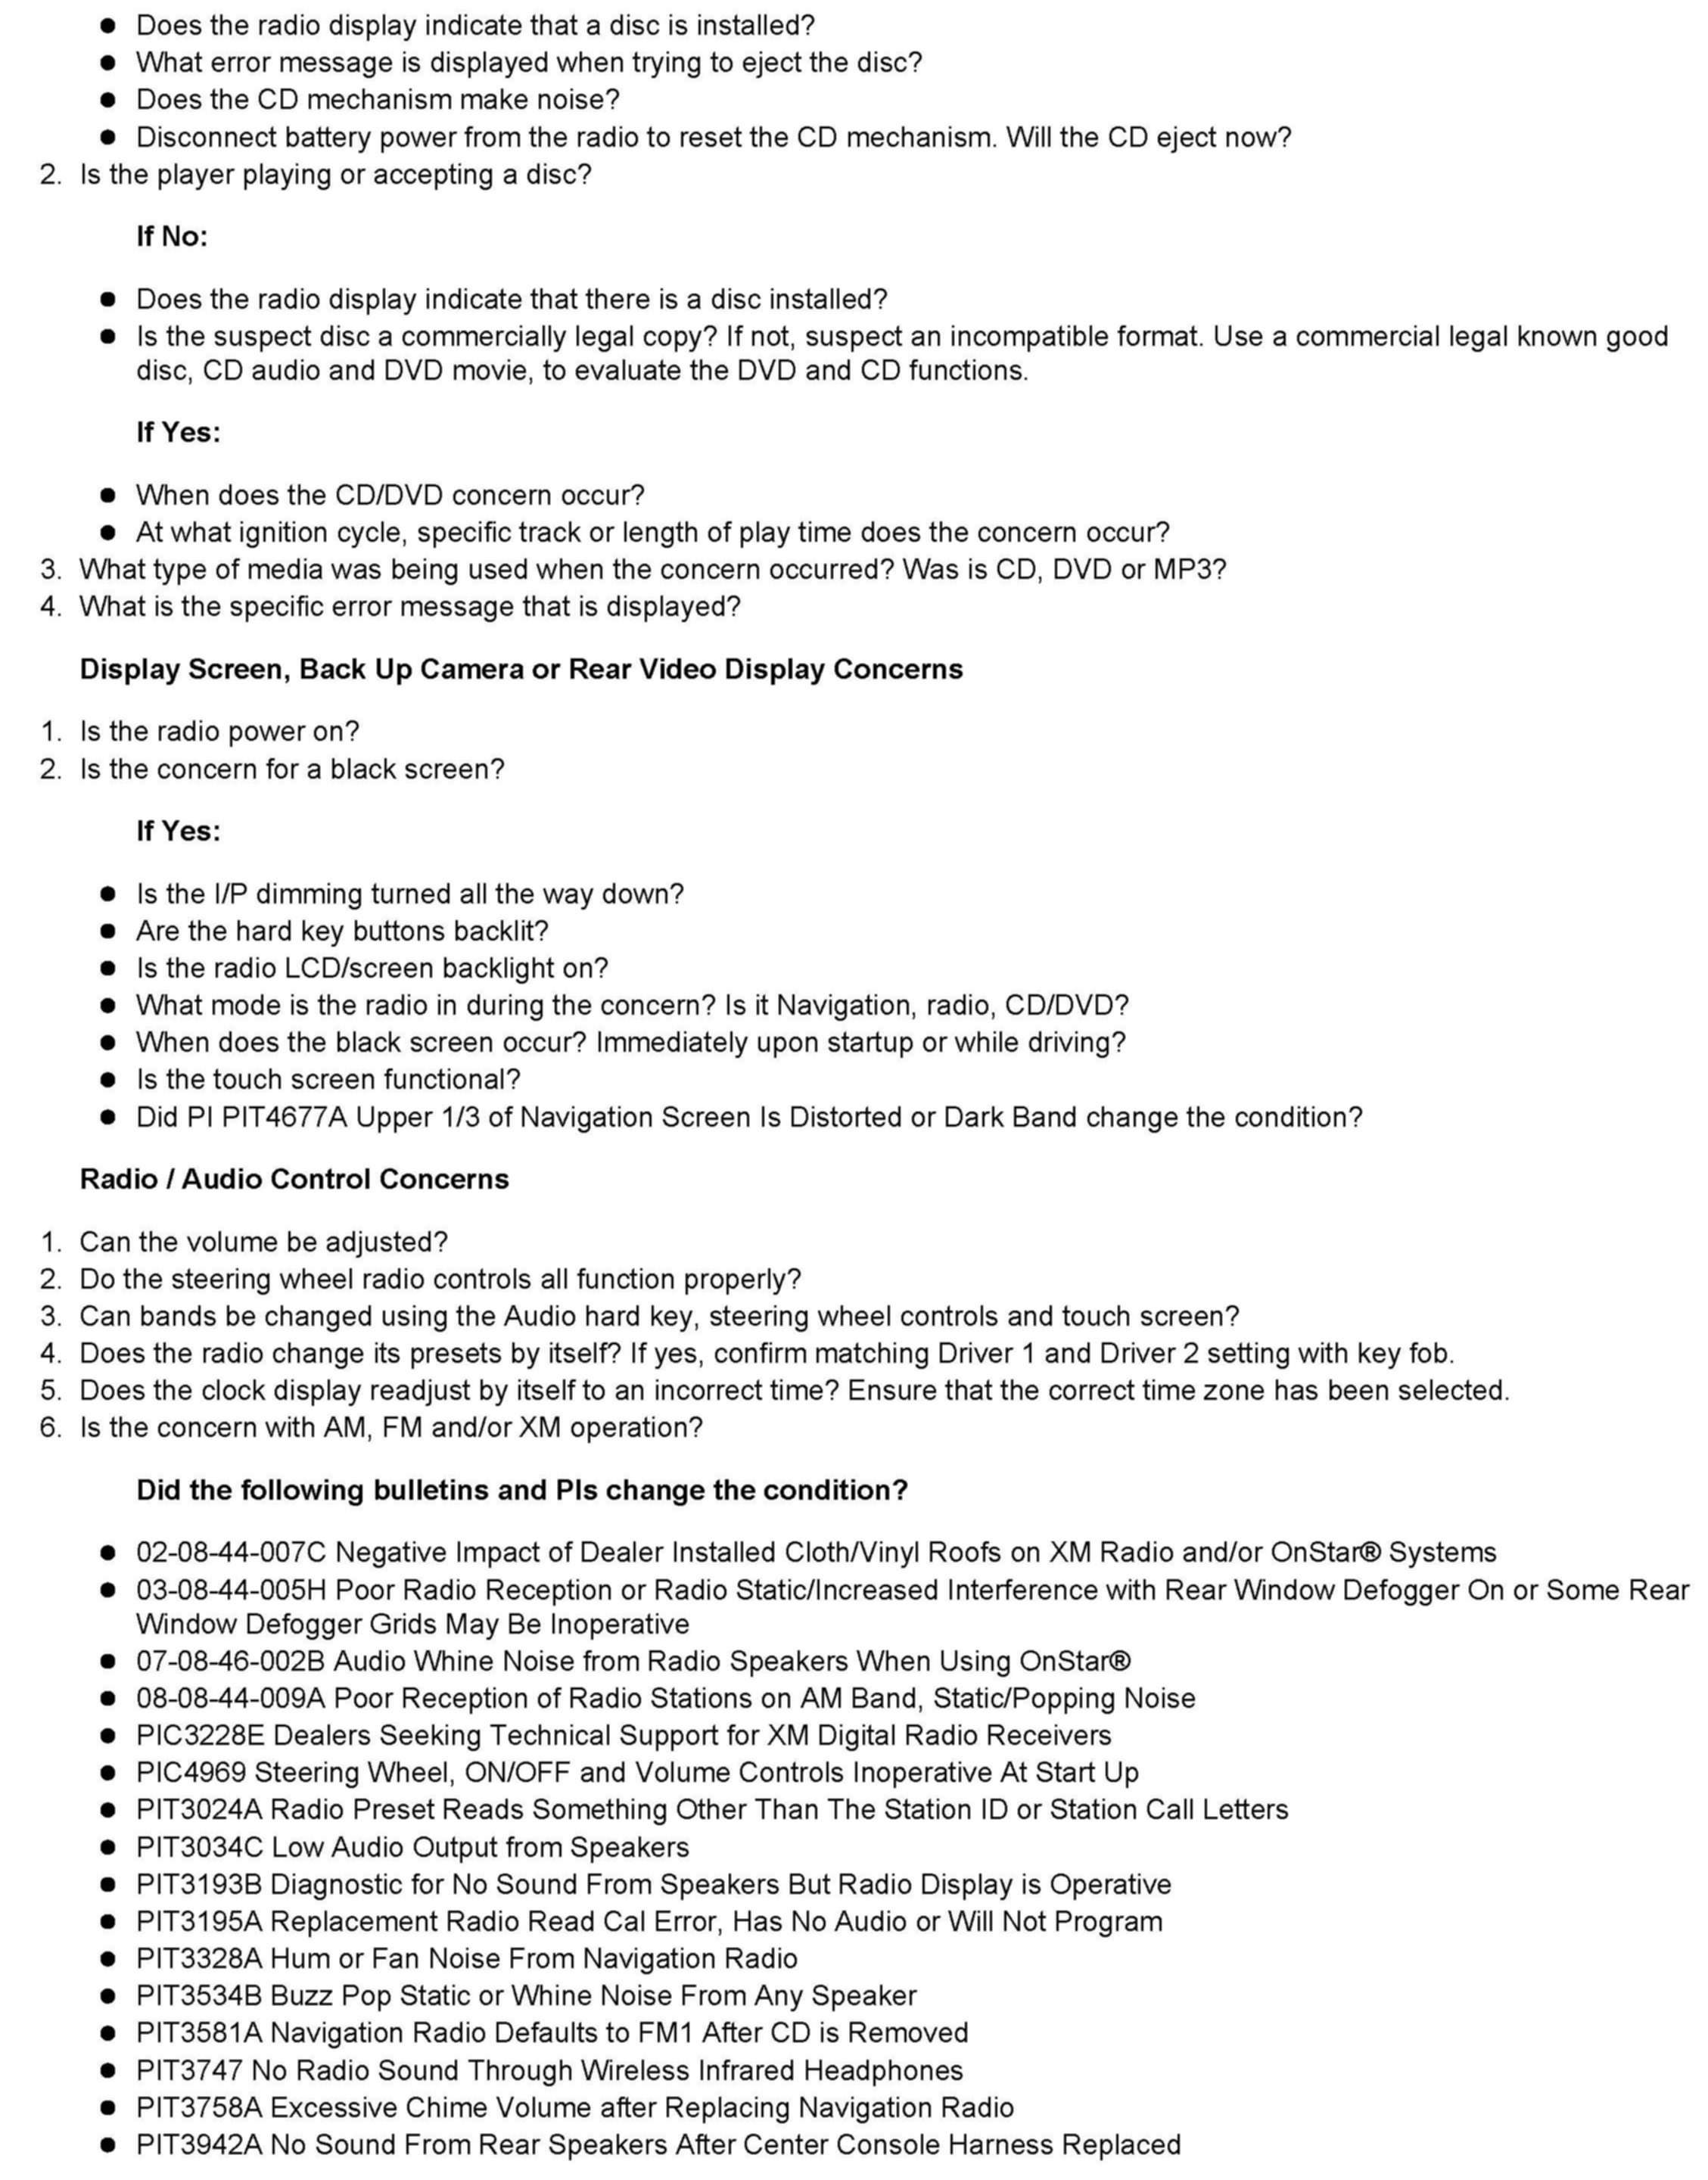 ● Does the radio display indicate that a disc is installed?
● What error message is displayed when trying to eject the disc?
● Does the CD mechanism make noise?
● Disconnect battery power from the radio to reset the CD mechanism. Will the CD eject now?
2. Is the player playing or accepting a disc?
If No:
● Does the radio display indicate that there is a disc installed?
● Is the suspect disc a commercially legal copy? If not, suspect an incompatible format. Use a commercial legal known good
disc, CD audio and DVD movie, to evaluate the DVD and CD functions.
If Yes:
● When does the CD/DVD concern occur?
● At what ignition cycle, specific track or length of play time does the concern occur?
3. What type of media was being used when the concern occurred? Was is CD, DVD or MP3?
4. What is the specific error message that is displayed?
Display Screen, Back Up Camera or Rear Video Display Concerns
1. Is the radio power on?
2. Is the concern for a black screen?
If Yes:
● Is the I/P dimming turned all the way down?
● Are the hard key buttons backlit?
● Is the radio LCD/screen backlight on?
● What mode is the radio in during the concern? Is it Navigation, radio, CD/DVD?
● When does the black screen occur? Immediately upon startup or while driving?
● Is the touch screen functional?
● Did PI PIT4677A Upper 1/3 of Navigation Screen Is Distorted or Dark Band change the condition?
Radio / Audio Control Concerns
1. Can the volume be adjusted?
2. Do the steering wheel radio controls all function properly?
3. Can bands be changed using the Audio hard key, steering wheel controls and touch screen?
4. Does the radio change its presets by itself? If yes, confirm matching Driver 1 and Driver 2 setting with key fob.
5. Does the clock display readjust by itself to an incorrect time? Ensure that the correct time zone has been selected.
6. Is the concern with AM, FM and/or XM operation?
Did the following bulletins and PIs change the condition?
● 02-08-44-007C Negative Impact of Dealer Installed Cloth/Vinyl Roofs on XM Radio and/or OnStar® Systems
● 03-08-44-005H Poor Radio Reception or Radio Static/Increased Interference with Rear Window Defogger On or Some Rear
Window Defogger Grids May Be Inoperative
● 07-08-46-002B Audio Whine Noise from Radio Speakers When Using OnStar®
● 08-08-44-009A Poor Reception of Radio Stations on AM Band, Static/Popping Noise
● PIC3228E Dealers Seeking Technical Support for XM Digital Radio Receivers
● PIC4969 Steering Wheel, ON/OFF and Volume Controls Inoperative At Start Up
● PIT3024A Radio Preset Reads Something Other Than The Station ID or Station Call Letters
● PIT3034C Low Audio Output from Speakers
● PIT3193B Diagnostic for No Sound From Speakers But Radio Display is Operative
● PIT3195A Replacement Radio Read Cal Error, Has No Audio or Will Not Program
● PIT3328A Hum or Fan Noise From Navigation Radio
● PIT3534B Buzz Pop Static or Whine Noise From Any Speaker
● PIT3581A Navigation Radio Defaults to FM1 After CD is Removed
● PIT3747 No Radio Sound Through Wireless Infrared Headphones
● PIT3758A Excessive Chime Volume after Replacing Navigation Radio
● PIT3942A No Sound From Rear Speakers After Center Console Harness Replaced